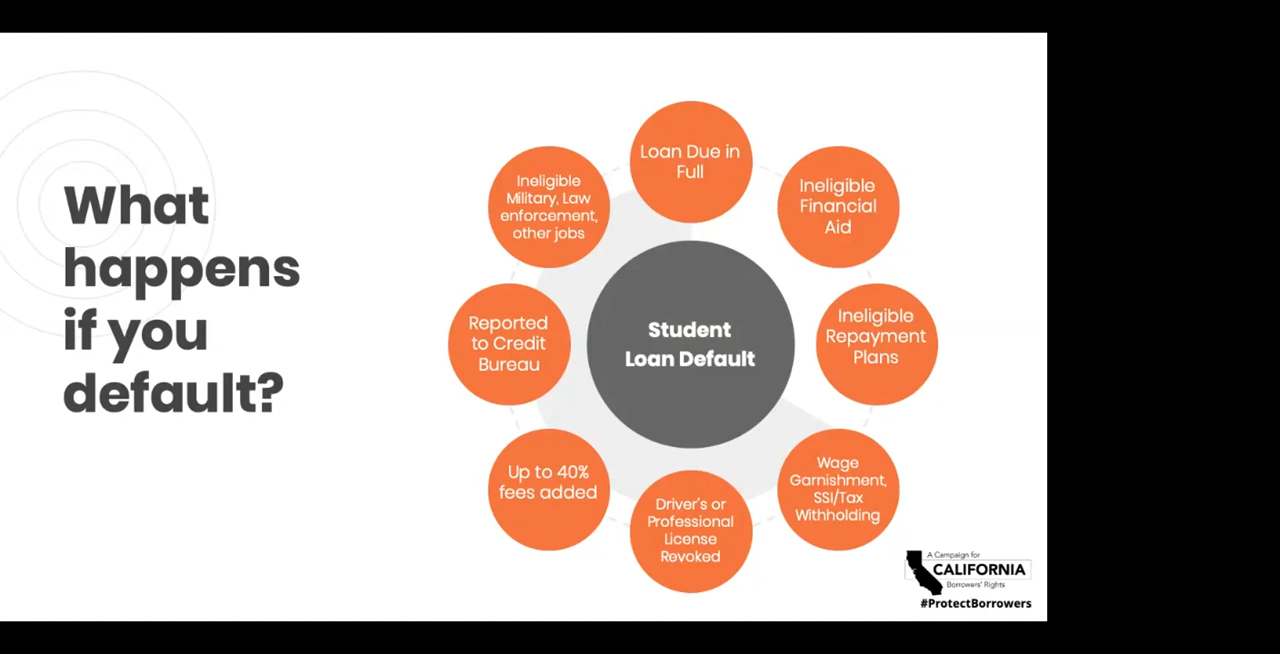 What
happens
if you
default?
Loan Due in
Full
Ineligible
Financial
Aid
Ineligible
Repayment
Plans
Wage
Garnishment,
SSI/Tax
Withholding
Driver's or
Professional
License
Revoked
Up to 40%
fees added
Reported
to Credit
Bureau
Ineligible
Military, Law
enforcement,
other jobs
Student
Loan Default
A Campaign for
CALIFORNIA
Borrowers' Rights
#ProtectBorrowers